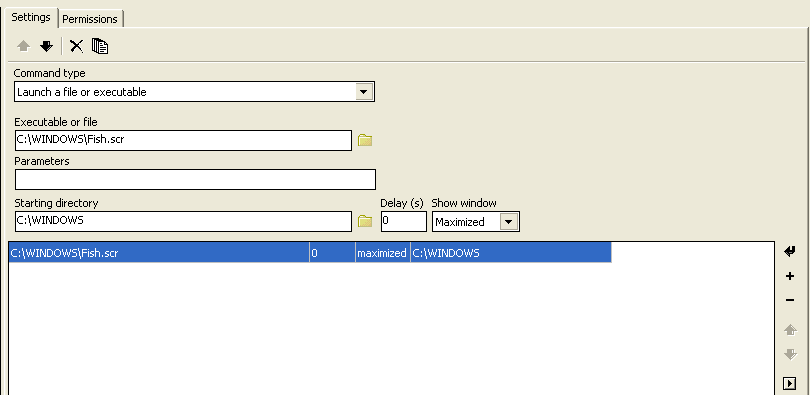 Settings Permissions
Command type
Launch a file or executable
Executable or file
C:\WINDOWS\Fish.scr
Parameters
Starting directory Delay (s) Show window
C:\WINDOWS 0 Maximized
C:\WINDOWS\Fish.scr 0 maximized C:\WINDOWS